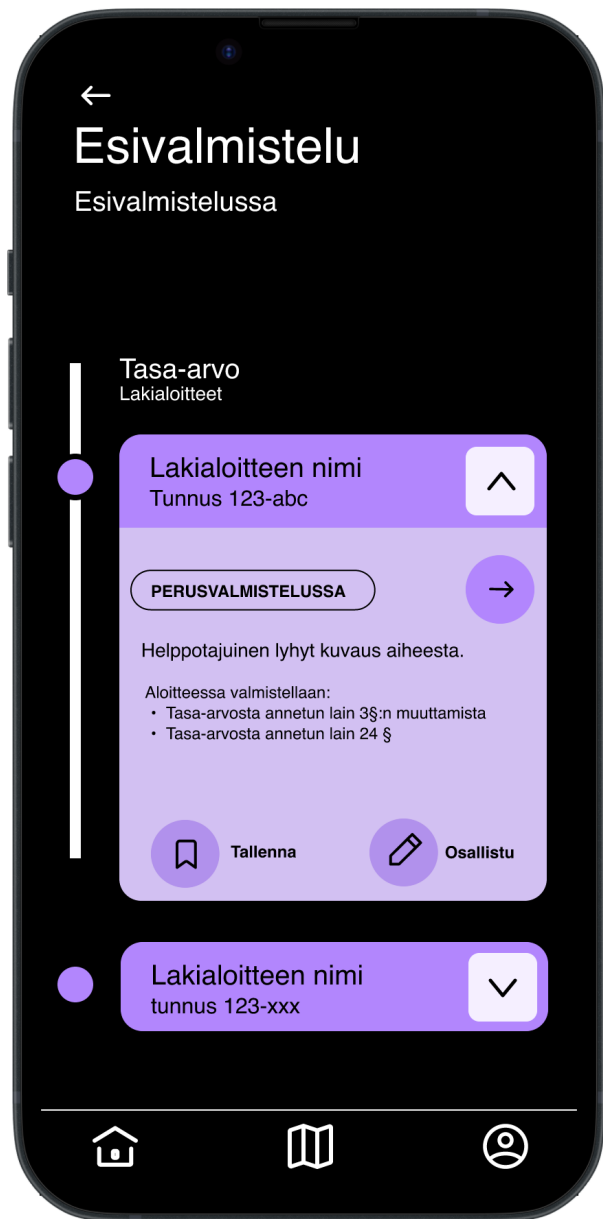 Esivalmistelu
Esivalmistelussa
Tasa-arvo
Lakialoitteet
Lakialoitteen nimi
Tunnus 123-abc
PERUSVALMISTELUSSA
Helppotajuinen lyhyt kuvaus aiheesta.
Aloitteessa valmistellaan:
• Tasa-arvosta annetun lain 3§:n muuttamista
• Tasa-arvosta annetun lain 24 §
Tallenna
Osallistu
Lakialoitteen nimi
tunnus 123-xxx